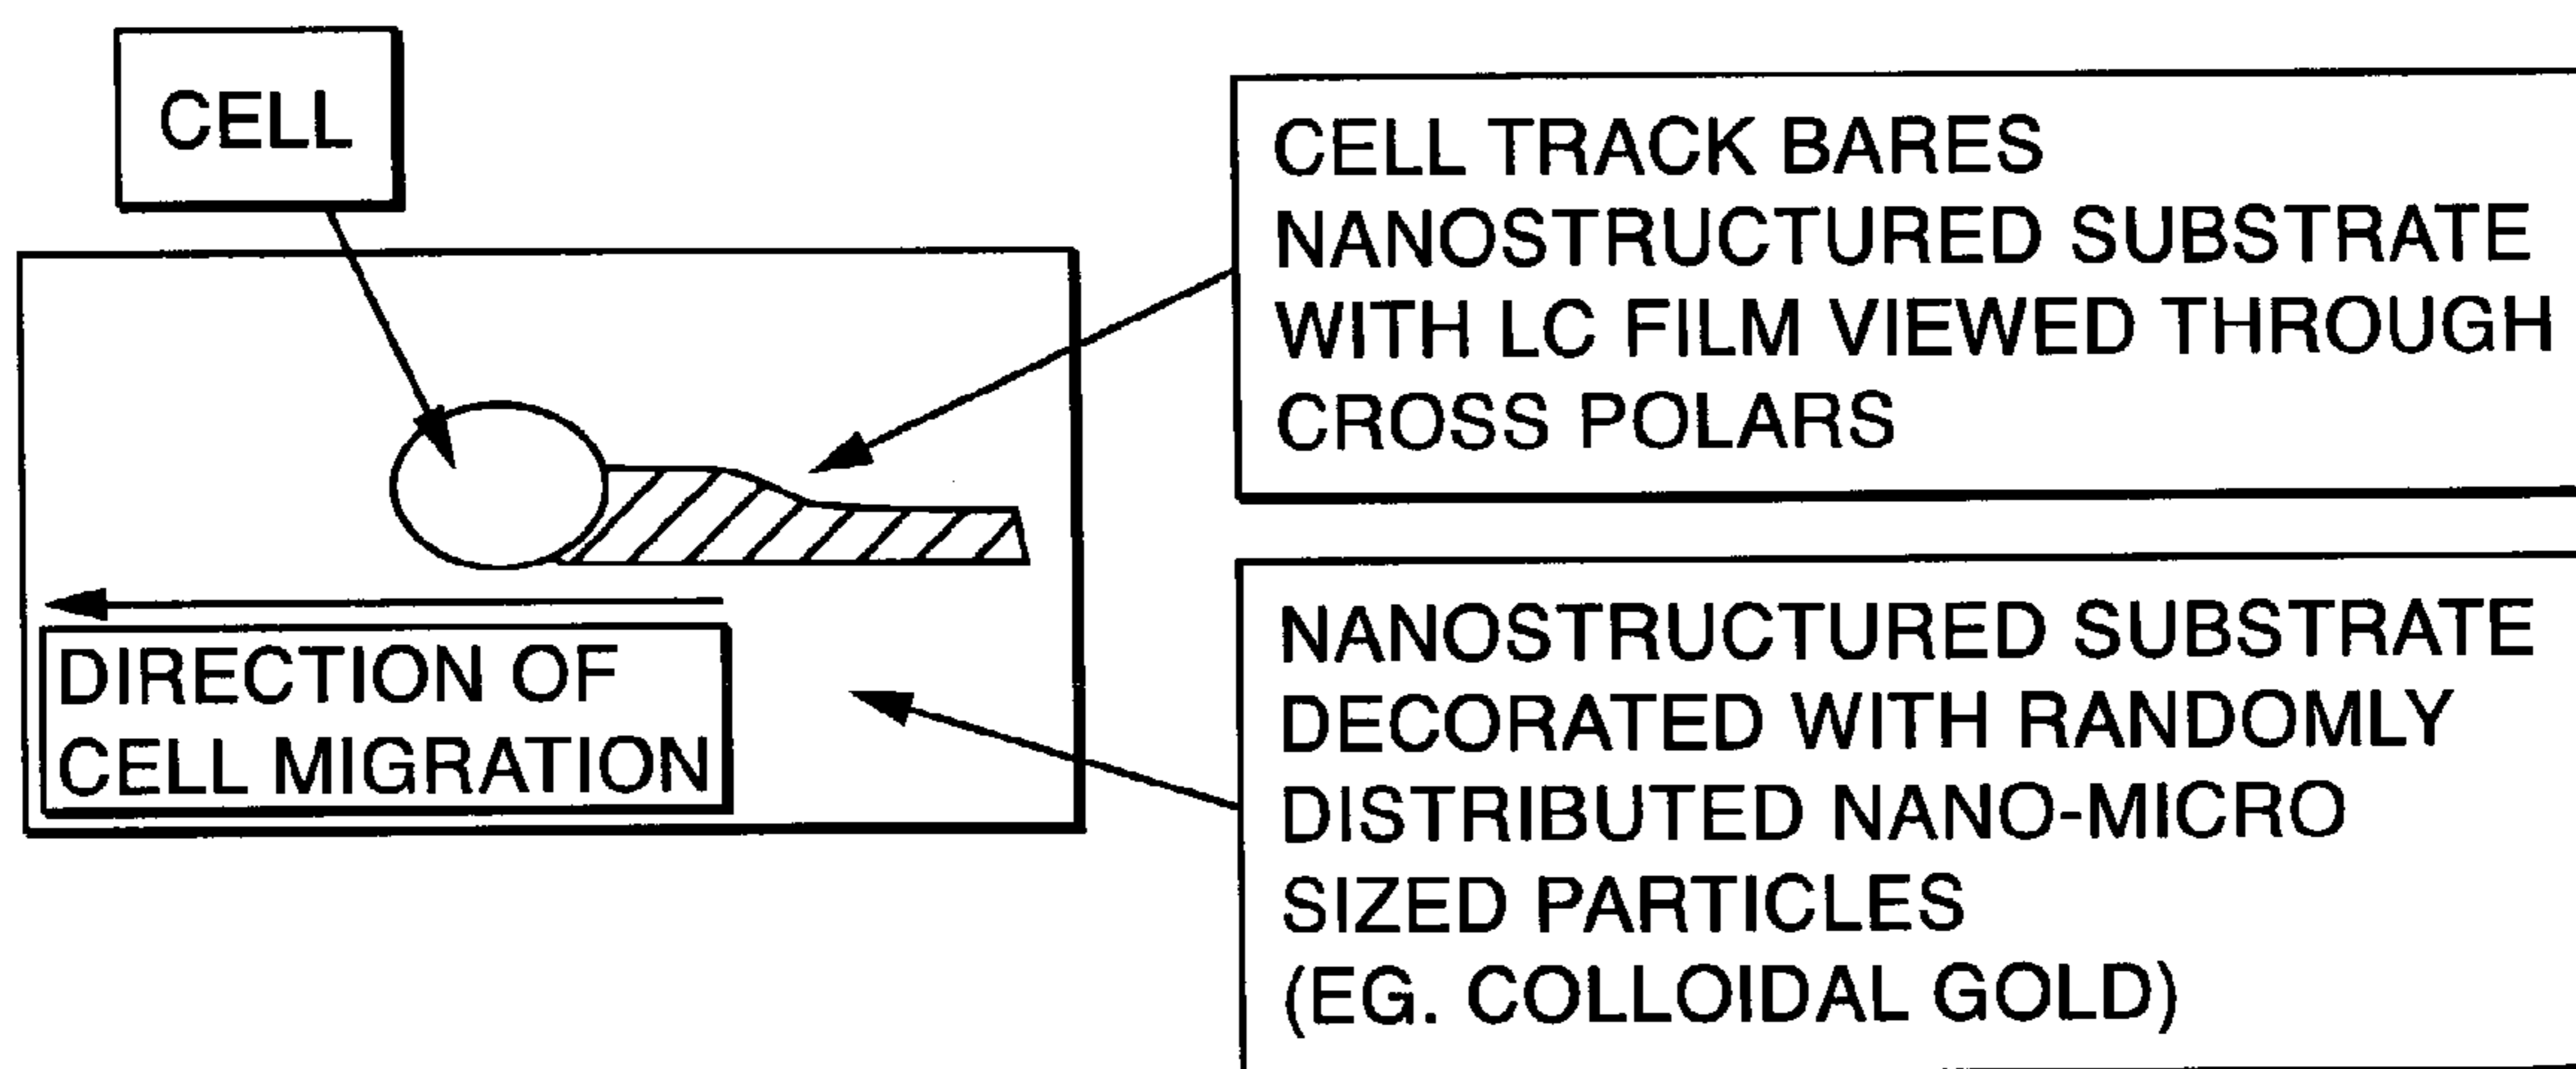 CELL
CELL TRACK BARES
NANOSTRUCTURED SUBSTRATE
WITH LC FILM VIEWED THROUGH
CROSS POLARS
DIRECTION OF
CELL MIGRATION
NANOSTRUCTURED SUBSTRATE
DECORATED WITH RANDOMLY
DISTRIBUTED NANO-MICRO
SIZED PARTICLES
(EG. COLLOIDAL GOLD)